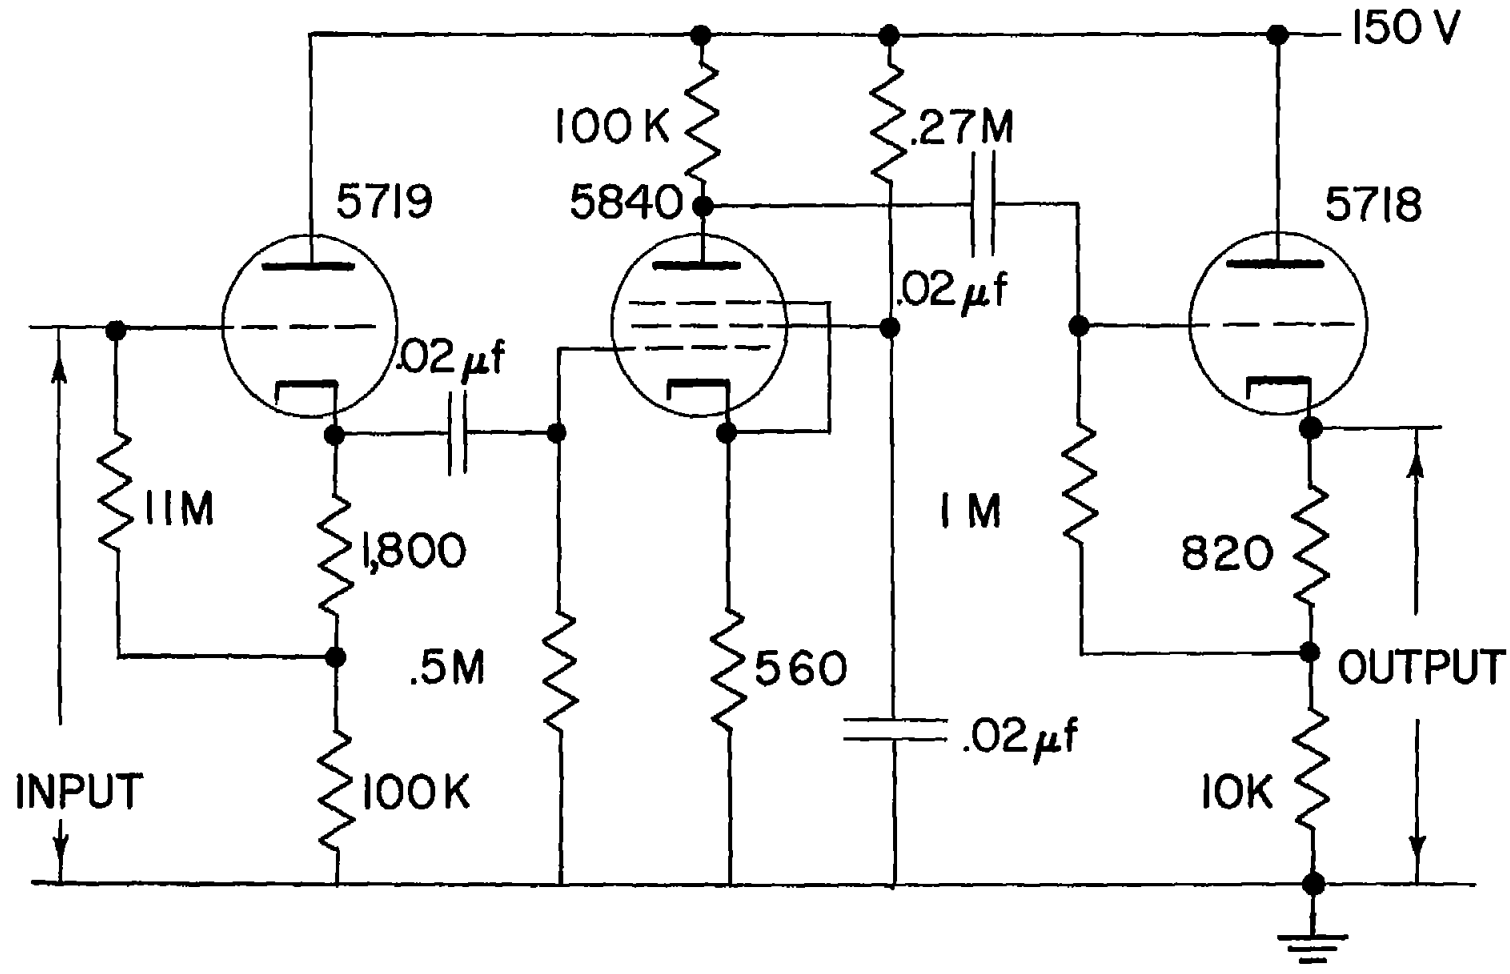 150 V
100K
.27M
5719
5840
5718
.02 μf
.02 μf
11M
1 M
1,800
820
.5M
560
OUTPUT
.02 μf
INPUT
100K
10K